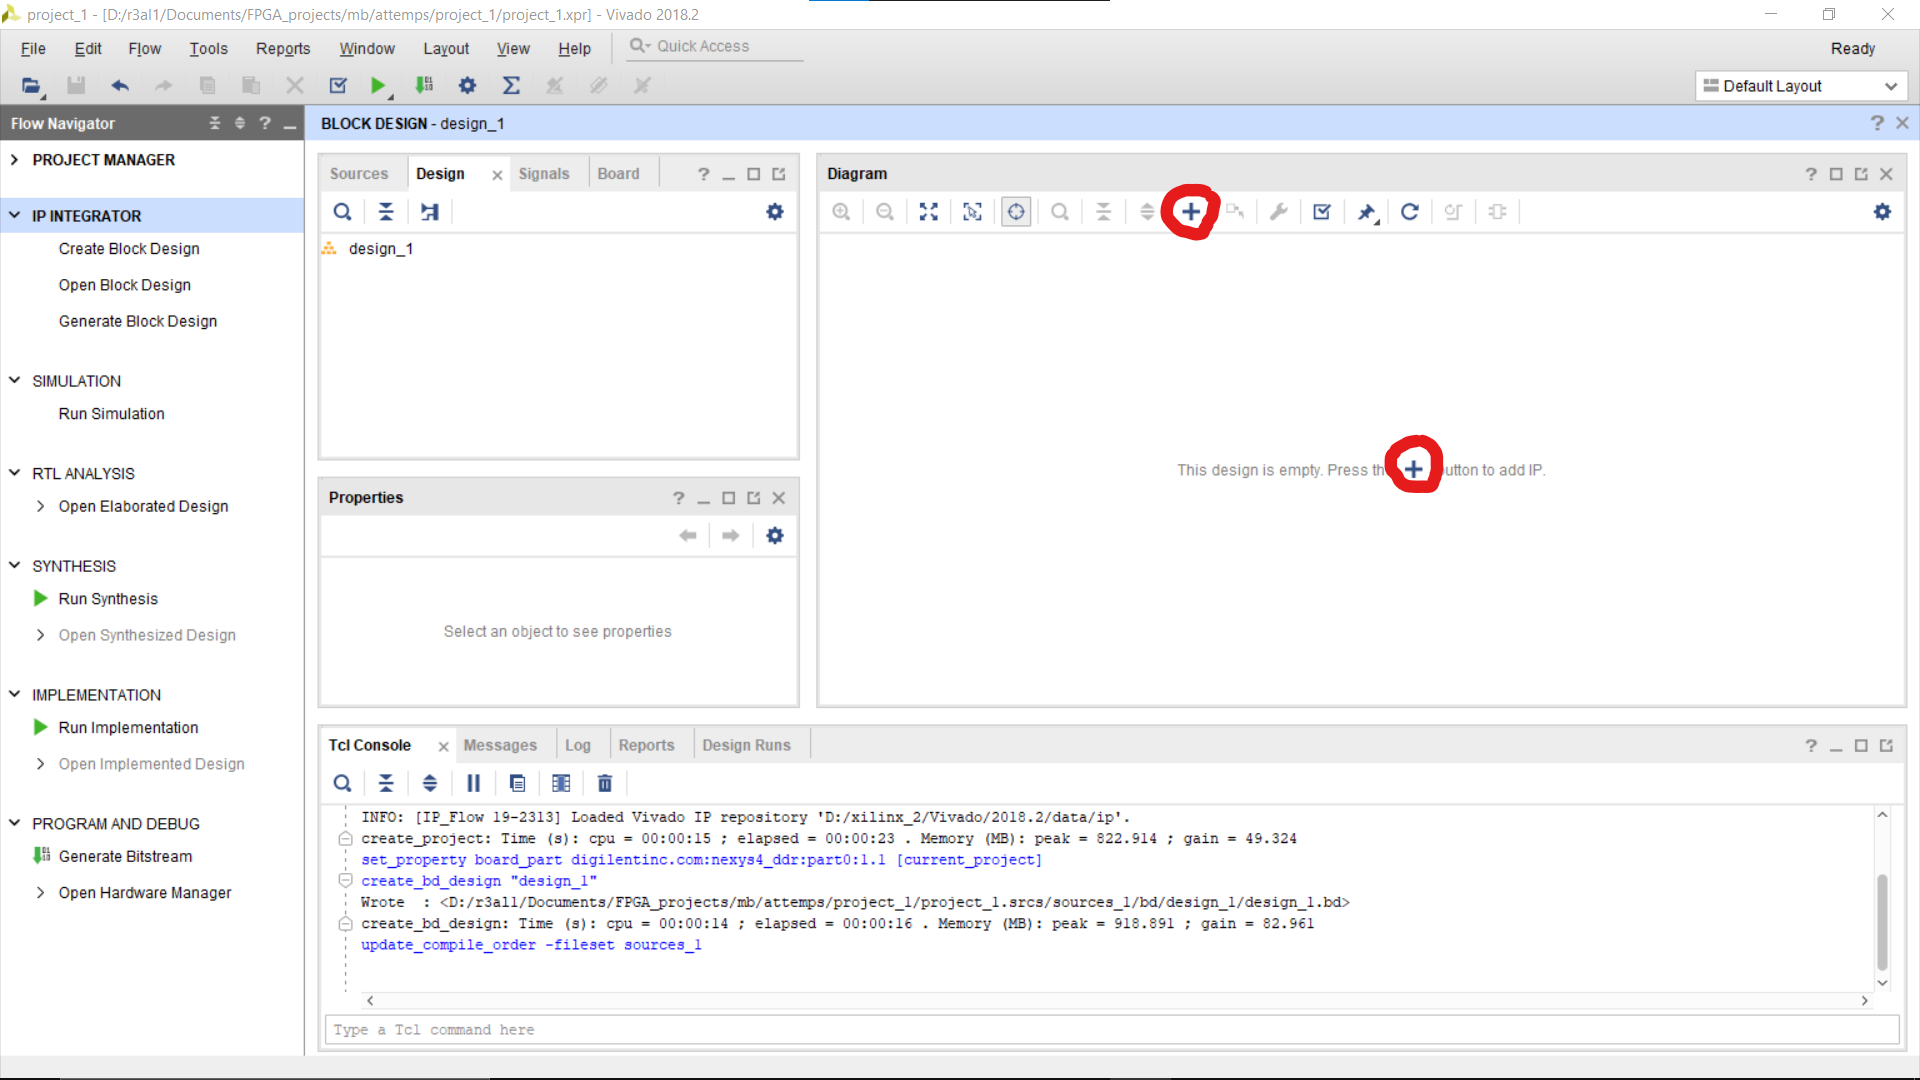 project_1 - [D:/r3al1/Documents/FPGA_projects/mb/attemps/project_1/project_1.xpr] - Vivado 2018.2
File Edit Flow Tools Reports Window Layout View Help Quick Access Ready
Default Layout
Flow Navigator
PROJECT MANAGER
IP INTEGRATOR
Create Block Design
Open Block Design
Generate Block Design
SIMULATION
Run Simulation
RTL ANALYSIS
Open Elaborated Design
SYNTHESIS
Run Synthesis
Open Synthesized Design
IMPLEMENTATION
Run Implementation
Open Implemented Design
PROGRAM AND DEBUG
Generate Bitstream
Open Hardware Manager
BLOCK DESIGN - design_1
Sources Design Signals Board
design_1
Properties
Select an object to see properties
Diagram
This design is empty. Press th + utton to add IP.
Tcl Console Messages Log Reports Design Runs
INFO: [IP_Flow 19-2313] Loaded Vivado IP repository 'D:/xilinx_2/Vivado/2018.2/data/ip'.
create_project: Time (s): cpu = 00:00:15 ; elapsed = 00:00:23 . Memory (MB): peak = 822.914 ; gain = 49.324
set_property board_part digilentinc.com:nexys4_ddr:part0:1.1 [current_project]
create_bd_design "design_1"
Wrote  : <D:/r3al1/Documents/FPGA_projects/mb/attemps/project_1/project_1.srcs/sources_1/bd/design_1/design_1.bd>
create_bd_design: Time (s): cpu = 00:00:14 ; elapsed = 00:00:16 . Memory (MB): peak = 918.891 ; gain = 82.961
update_compile_order -fileset sources_1
Type a Tcl command here